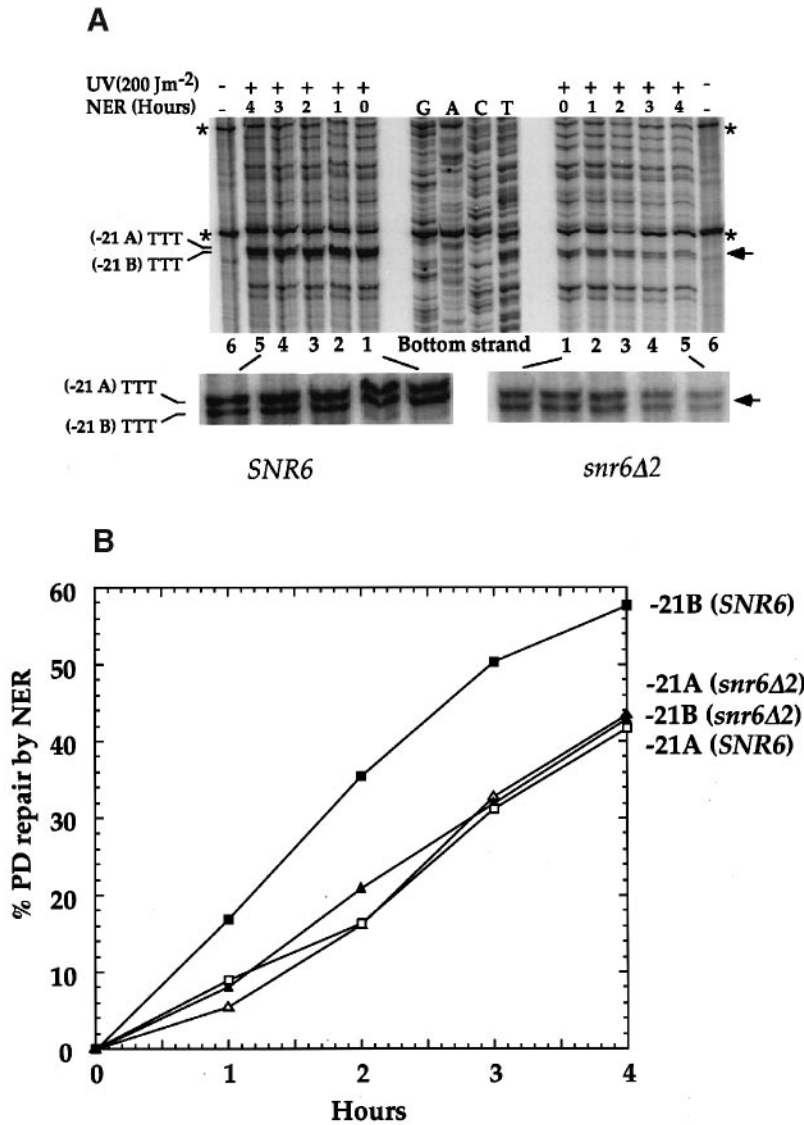 A
UV(200 Jm-2) - + + + + + + + + + + -
NER (Hours) - 4 3 2 1 0 G A C T 0 1 2 3 4 -
* *
* *
(-21 A) TTT
(-21 B) TTT
6 5 4 3 2 1 Bottom strand 1 2 3 4 5 6
(-21 A) TTT
(-21 B) TTT
SNR6 snr6Δ2
B
60
50
40
30
20
10
0
% PD repair by NER
-21B (SNR6)
-21A (snr6Δ2)
-21B (snr6Δ2)
-21A (SNR6)
0 1 2 3 4
Hours